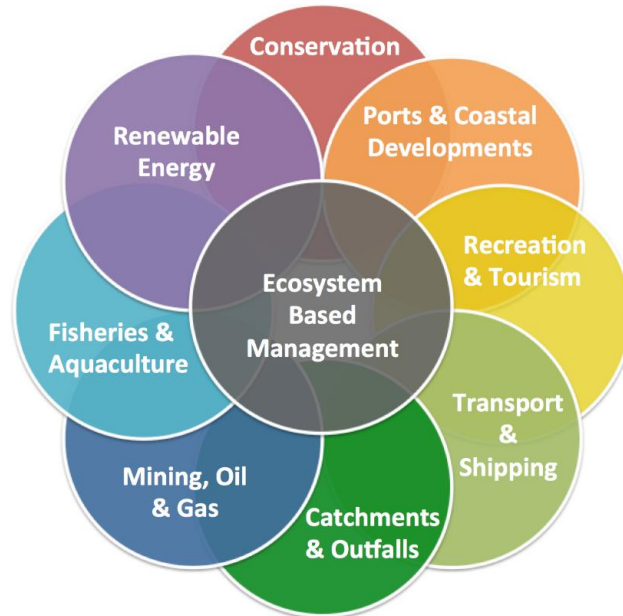 Conservation
Ports & Coastal
Developments
Renewable
Energy
Recreation
& Tourism
Ecosystem
Based
Management
Fisheries &
Aquaculture
Transport
&
Shipping
Mining, Oil
& Gas
Catchments
& Outfalls